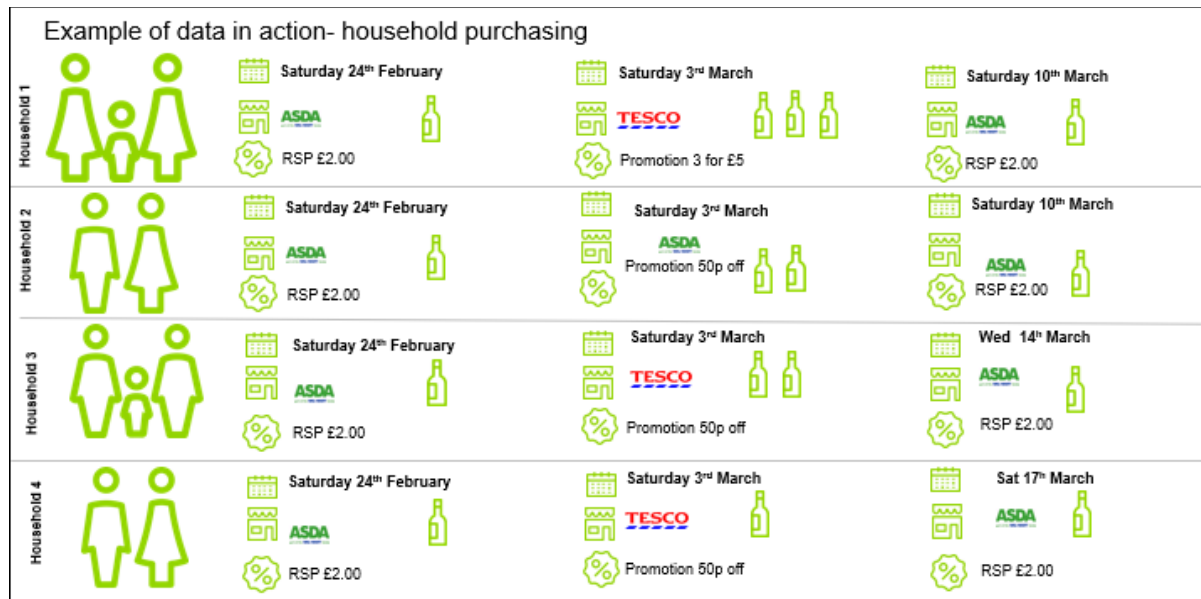 Example of data in action- household purchasing
Household 1
Saturday 24th February
ASDA
RSP £2.00
Saturday 3rd March
TESCO
Promotion 3 for £5
Saturday 10th March
ASDA
RSP £2.00
Household 2
Saturday 24th February
ASDA
RSP £2.00
Saturday 3rd March
ASDA
Promotion 50p off
Saturday 10th March
ASDA
RSP £2.00
Household 3
Saturday 24th February
ASDA
RSP £2.00
Saturday 3rd March
TESCO
Promotion 50p off
Wed 14h March
ASDA
RSP £2.00
Household 4
Saturday 24th February
ASDA
RSP £2.00
Saturday 3rd March
TESCO
Promotion 50p off
Sat 17h March
ASDA
RSP £2.00